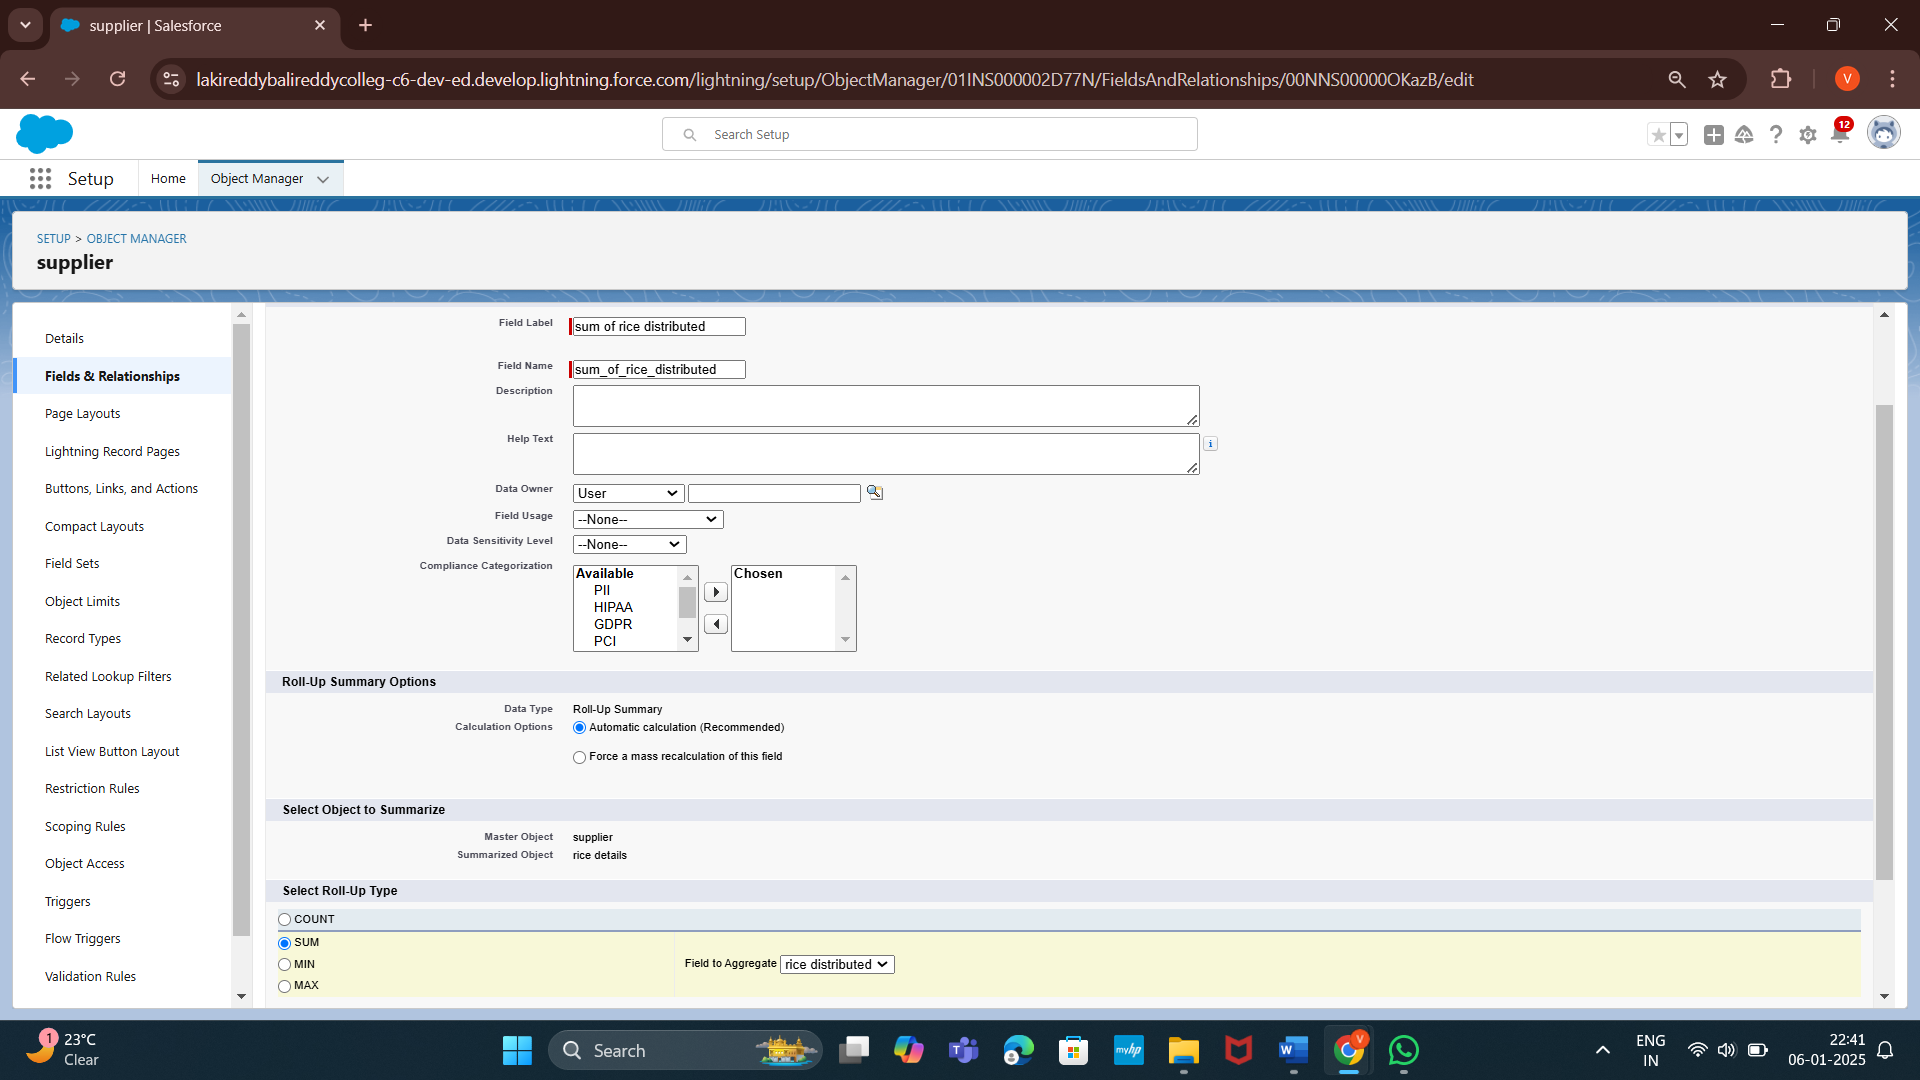 supplier | Salesforce
lakireddybalireddycolleg-c6-dev-ed.develop.lightning.force.com/lightning/setup/ObjectManager/01INS000002D77N/FieldsAndRelationships/00NNS00000OKazB/edit
V
Search Setup
12
Setup
Home
Object Manager
SETUP > OBJECT MANAGER
supplier
Details
Fields & Relationships
Page Layouts
Lightning Record Pages
Buttons, Links, and Actions
Compact Layouts
Field Sets
Object Limits
Record Types
Related Lookup Filters
Search Layouts
List View Button Layout
Restriction Rules
Scoping Rules
Object Access
Triggers
Flow Triggers
Validation Rules
Field Label sum of rice distributed
Field Name sum_of_rice_distributed
Description
Help Text
i
Data Owner User
Field Usage --None--
Data Sensitivity Level --None--
Compliance Categorization
Available
PII
HIPAA
GDPR
PCI
Chosen
Roll-Up Summary Options
Data Type Roll-Up Summary
Calculation Options Automatic calculation (Recommended)
Force a mass recalculation of this field
Select Object to Summarize
Master Object supplier
Summarized Object rice details
Select Roll-Up Type
COUNT
SUM
MIN
MAX
Field to Aggregate rice distributed
1
23°C
Clear
Search
myhp
W
V
ENG
IN
22:41
06-01-2025